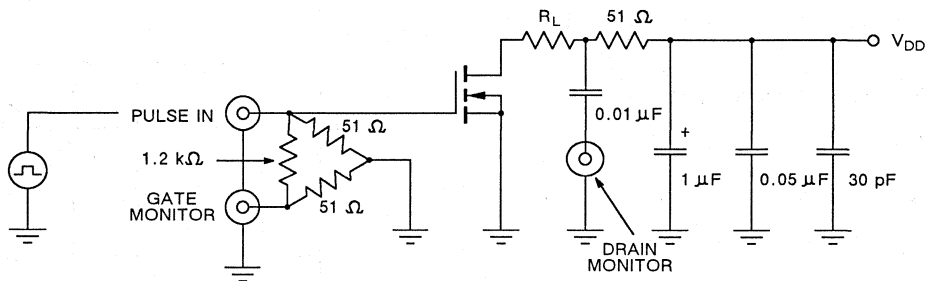 R_L
51 Ω
V_DD
PULSE IN
51 Ω
0.01 μF
1.2 kΩ
+
1 μF
0.05 μF
30 pF
GATE
MONITOR
51 Ω
DRAIN
MONITOR